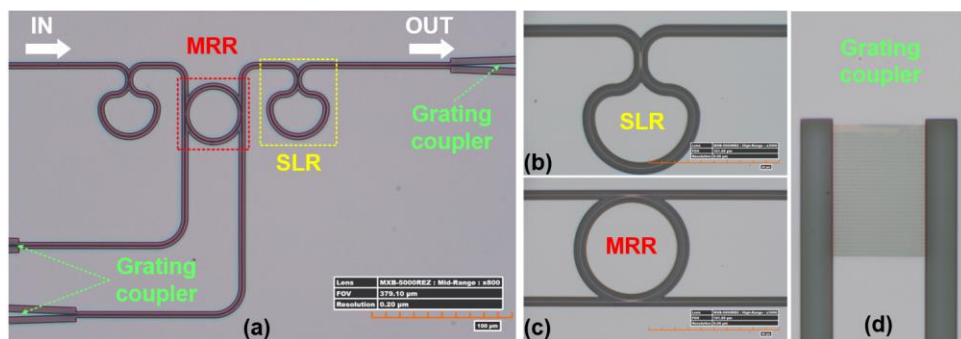 IN
OUT
MRR
Grating
coupler
SLR
Grating
coupler
Lens MXB-5000REZ : Mid-Range : x800
FOV 379.10 µm
Resolution 0.20 µm
100 µm
(a)
SLR
(b)
MRR
(c)
Grating
coupler
(d)